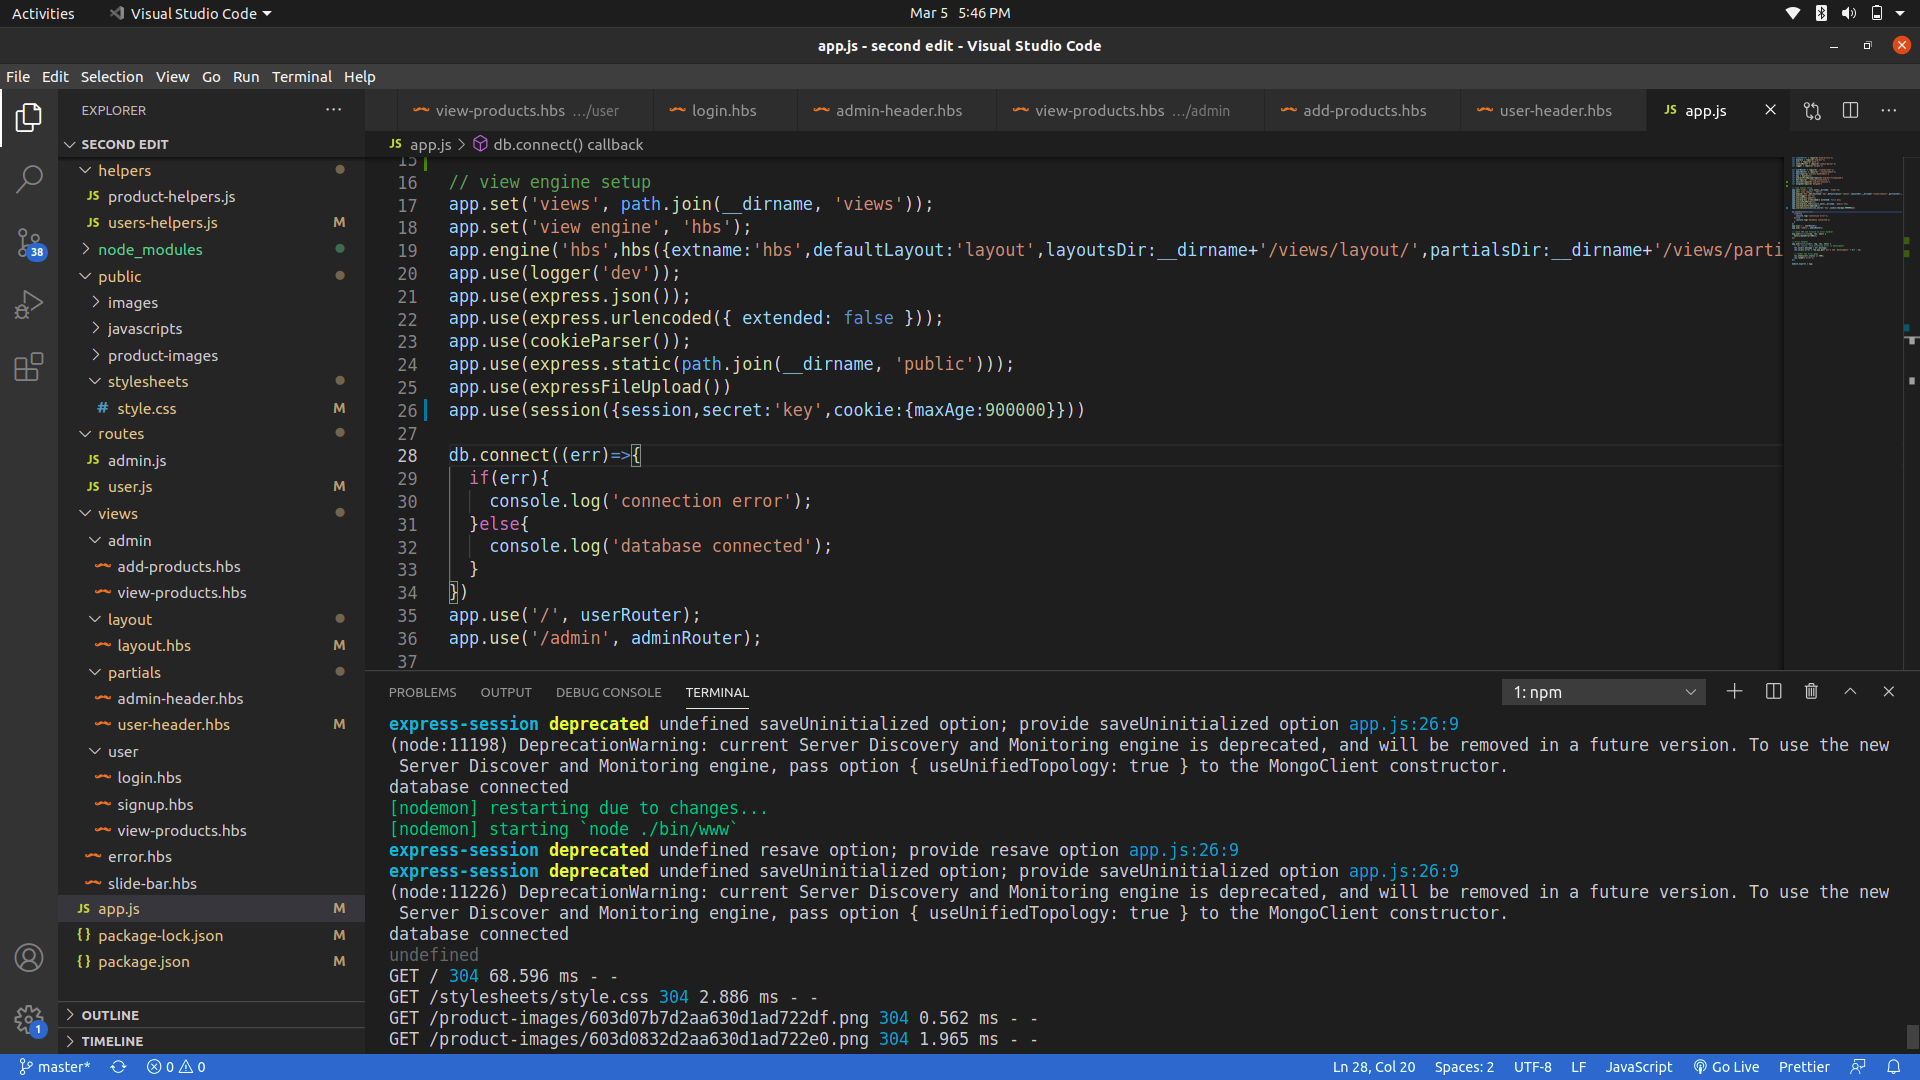 Activities
Visual Studio Code
Mar 5 5:46 PM
app.js - second edit - Visual Studio Code
File Edit Selection View Go Run Terminal Help
EXPLORER
SECOND EDIT
helpers
JS product-helpers.js
JS users-helpers.js M
node_modules
public
images
javascripts
product-images
stylesheets
# style.css M
routes
JS admin.js
JS user.js M
views
admin
add-products.hbs
view-products.hbs
layout
layout.hbs M
partials
admin-header.hbs
user-header.hbs M
user
login.hbs
signup.hbs
view-products.hbs
error.hbs
slide-bar.hbs
JS app.js M
{} package-lock.json M
{} package.json M
OUTLINE
TIMELINE
38
1
view-products.hbs .../user login.hbs admin-header.hbs view-products.hbs .../admin add-products.hbs user-header.hbs JS app.js
JS app.js > db.connect() callback
15
16 // view engine setup
17 app.set('views', path.join(__dirname, 'views'));
18 app.set('view engine', 'hbs');
19 app.engine('hbs',hbs({extname:'hbs',defaultLayout:'layout',layoutsDir:__dirname+'/views/layout/',partialsDir:__dirname+'/views/parti
20 app.use(logger('dev'));
21 app.use(express.json());
22 app.use(express.urlencoded({ extended: false }));
23 app.use(cookieParser());
24 app.use(express.static(path.join(__dirname, 'public')));
25 app.use(expressFileUpload())
26 app.use(session({session,secret:'key',cookie:{maxAge:900000}}))
27
28 db.connect((err)=>{
29 if(err){
30 console.log('connection error');
31 }else{
32 console.log('database connected');
33 }
34 })
35 app.use('/', userRouter);
36 app.use('/admin', adminRouter);
37
PROBLEMS OUTPUT DEBUG CONSOLE TERMINAL
1: npm
express-session deprecated undefined saveUninitialized option; provide saveUninitialized option app.js:26:9
(node:11198) DeprecationWarning: current Server Discovery and Monitoring engine is deprecated, and will be removed in a future version. To use the new
Server Discover and Monitoring engine, pass option { useUnifiedTopology: true } to the MongoClient constructor.
database connected
[nodemon] restarting due to changes...
[nodemon] starting `node ./bin/www`
express-session deprecated undefined resave option; provide resave option app.js:26:9
express-session deprecated undefined saveUninitialized option; provide saveUninitialized option app.js:26:9
(node:11226) DeprecationWarning: current Server Discovery and Monitoring engine is deprecated, and will be removed in a future version. To use the new
Server Discover and Monitoring engine, pass option { useUnifiedTopology: true } to the MongoClient constructor.
database connected
undefined
GET / 304 68.596 ms - -
GET /stylesheets/style.css 304 2.886 ms - -
GET /product-images/603d07b7d2aa630d1ad722df.png 304 0.562 ms - -
GET /product-images/603d0832d2aa630d1ad722e0.png 304 1.965 ms - -
master* 0 0 Ln 28, Col 20 Spaces: 2 UTF-8 LF JavaScript Go Live Prettier